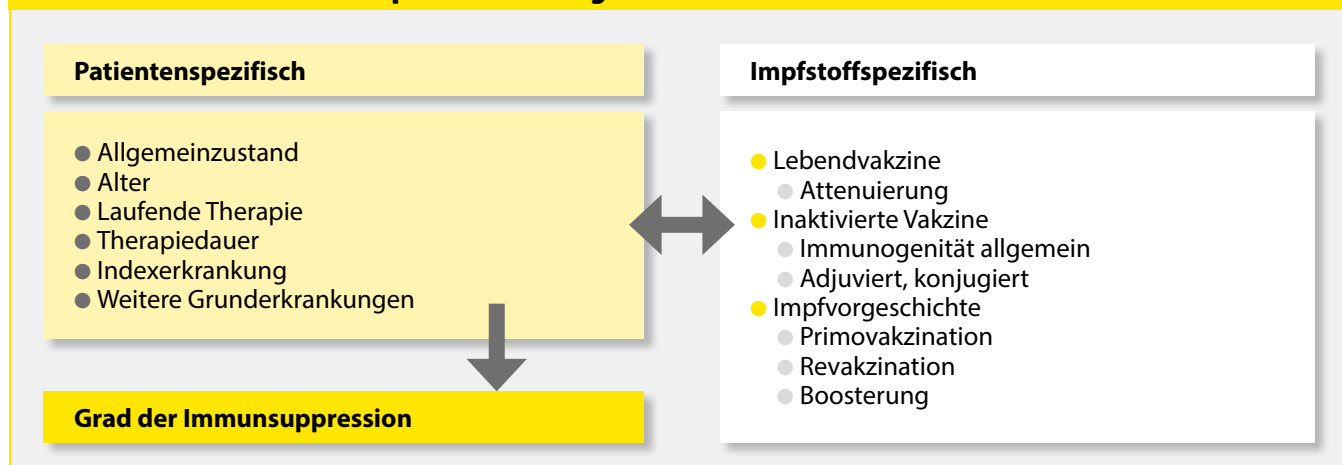 Patientenspezifisch
● Allgemeinzustand
● Alter
● Laufende Therapie
● Therapiedauer
● Indexerkrankung
● Weitere Grunderkrankungen
Grad der Immunsuppression
Impfstoffspezifisch
● Lebendvakzine
● Attenuierung
● Inaktivierte Vakzine
● Immunogenität allgemein
● Adjuviert, konjugiert
● Impfvorgeschichte
● Primovakzination
● Revakzination
● Boosterung